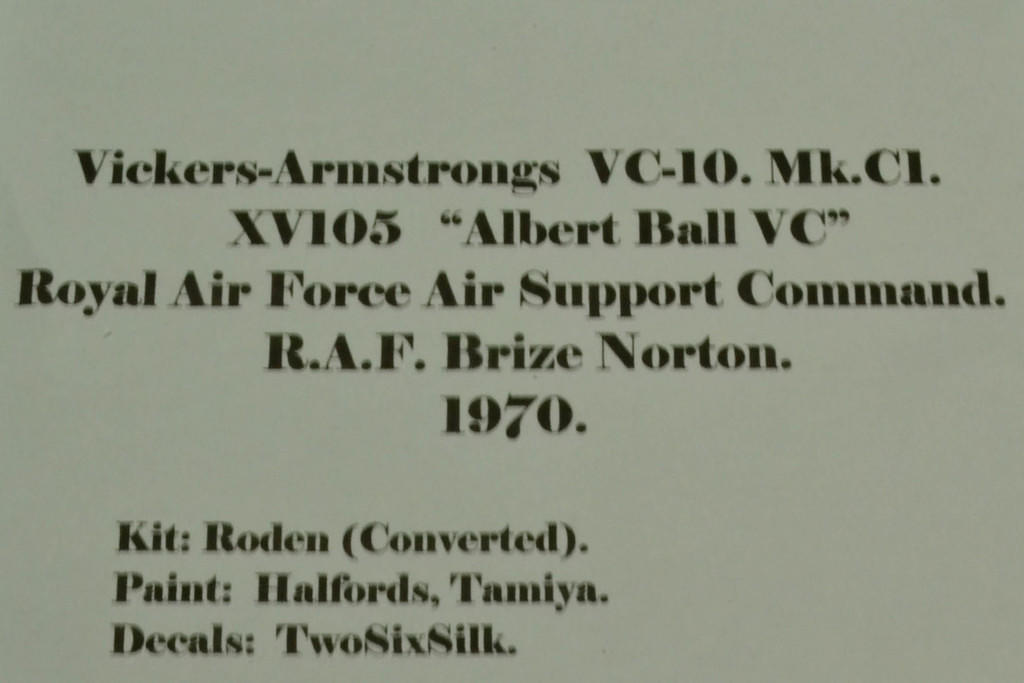 Vickers-Armstrongs VC-10. Mk.C1.
XV105 “Albert Ball VC”
Royal Air Force Air Support Command.
R.A.F. Brize Norton.
1970.
Kit: Roden (Converted).
Paint: Halfords, Tamiya.
Decals: TwoSixSilk.